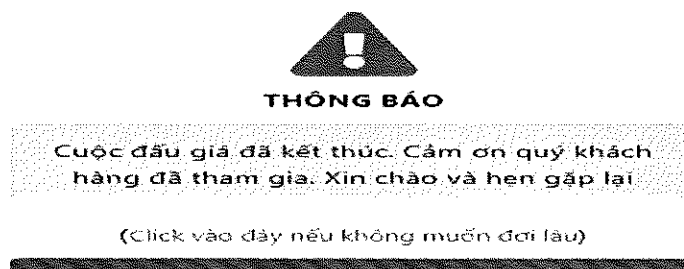 THÔNG BÁO
Cuộc đấu giá đã kết thúc. Cảm ơn quý khách
hàng đã tham gia. Xin chào và hẹn gặp lại
(Click vào đây nếu không muốn đợi lâu)